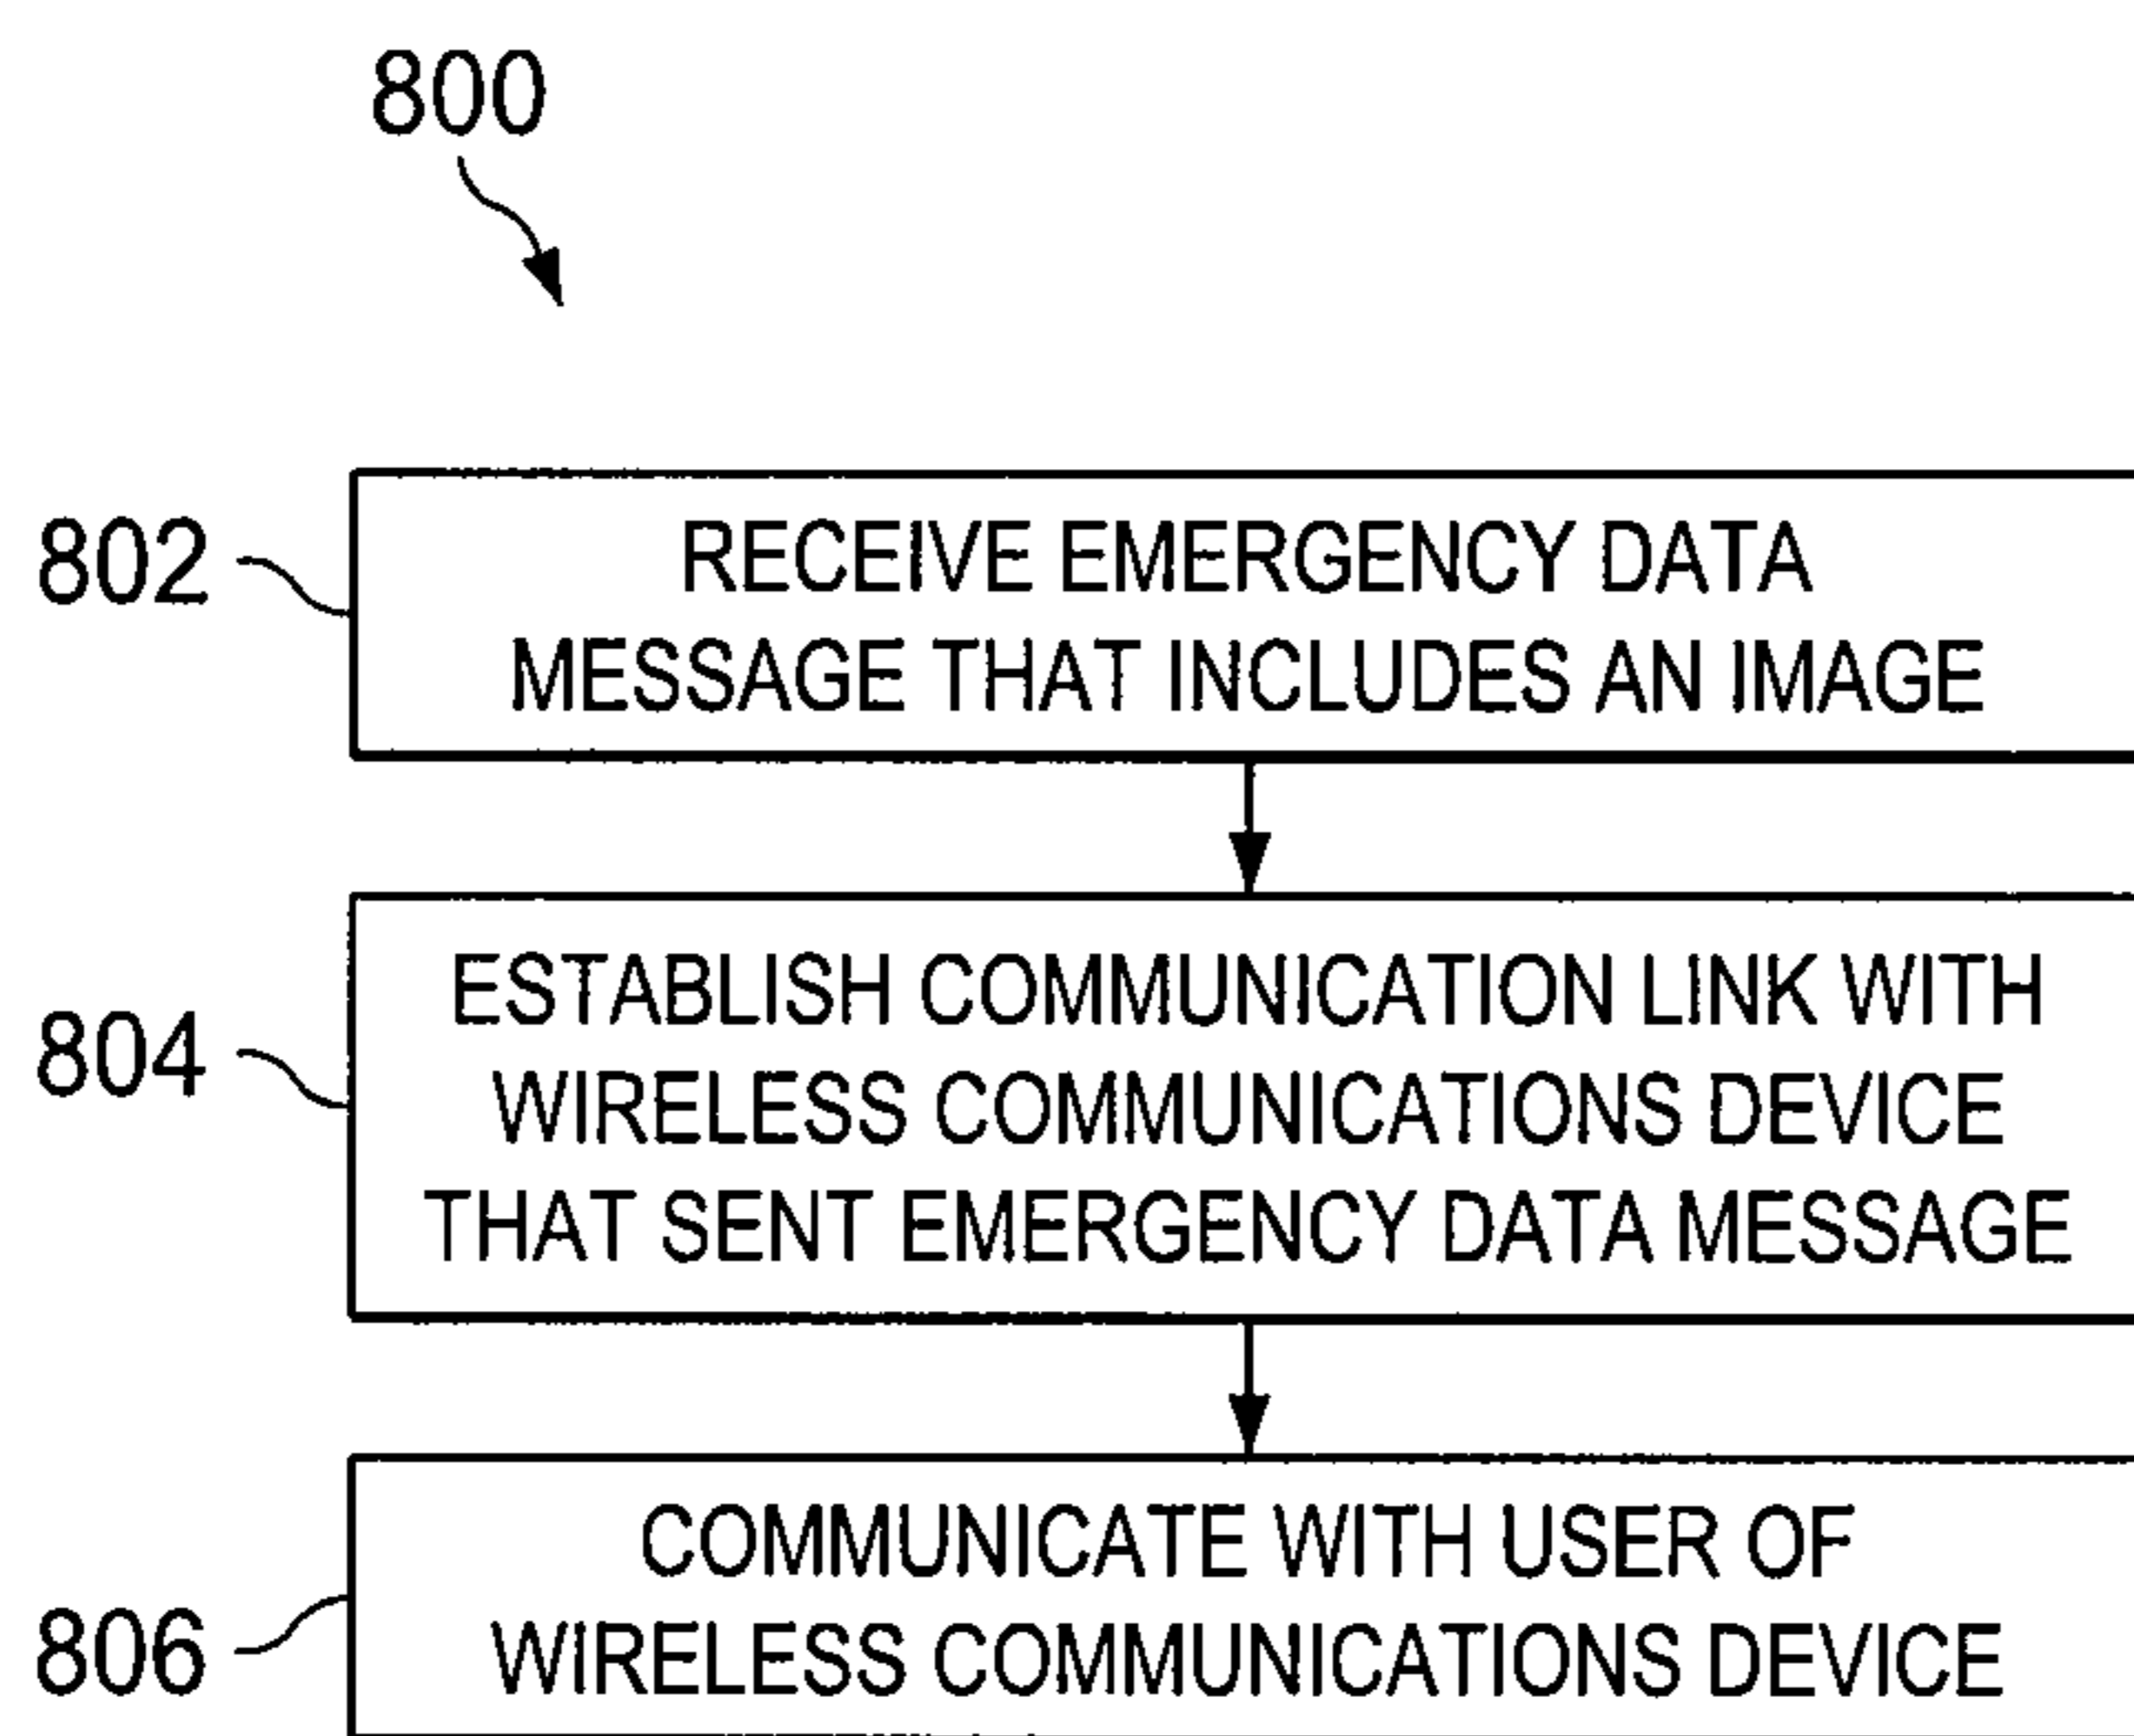 800
802
RECEIVE EMERGENCY DATA
MESSAGE THAT INCLUDES AN IMAGE
804
ESTABLISH COMMUNICATION LINK WITH
WIRELESS COMMUNICATIONS DEVICE
THAT SENT EMERGENCY DATA MESSAGE
806
COMMUNICATE WITH USER OF
WIRELESS COMMUNICATIONS DEVICE